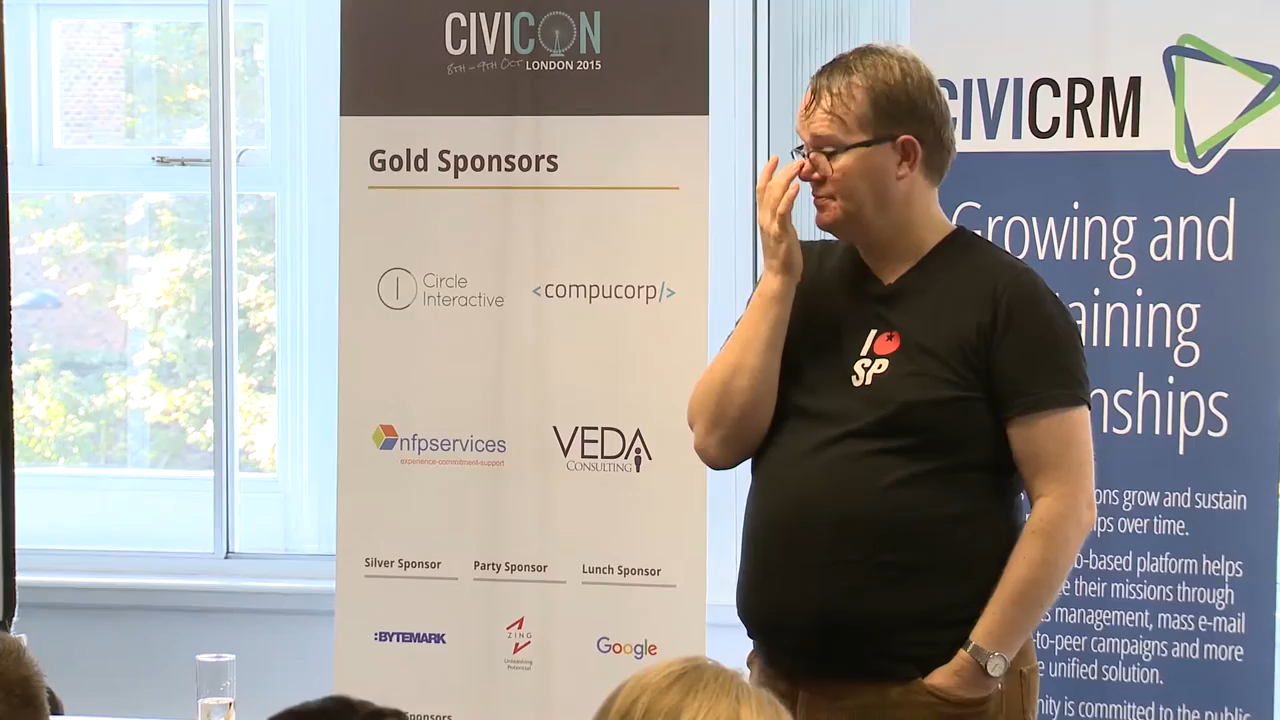 CIVICON
8TH - 9TH OCT LONDON 2015
Gold Sponsors
Circle
Interactive
<compucorp/>
nfpservices
experience-commitment-support
VEDA
CONSULTING
Silver Sponsor
Party Sponsor
Lunch Sponsor
:BYTEMARK
ZING
Unleashing
Potential
Google
I
SP
CIVICRM
Growing and
nships
ons grow and sustain
ps over time.
-based platform helps
their missions through
management, mass e-mail
-to-peer campaigns and more
unified solution.
nity is committed to the public